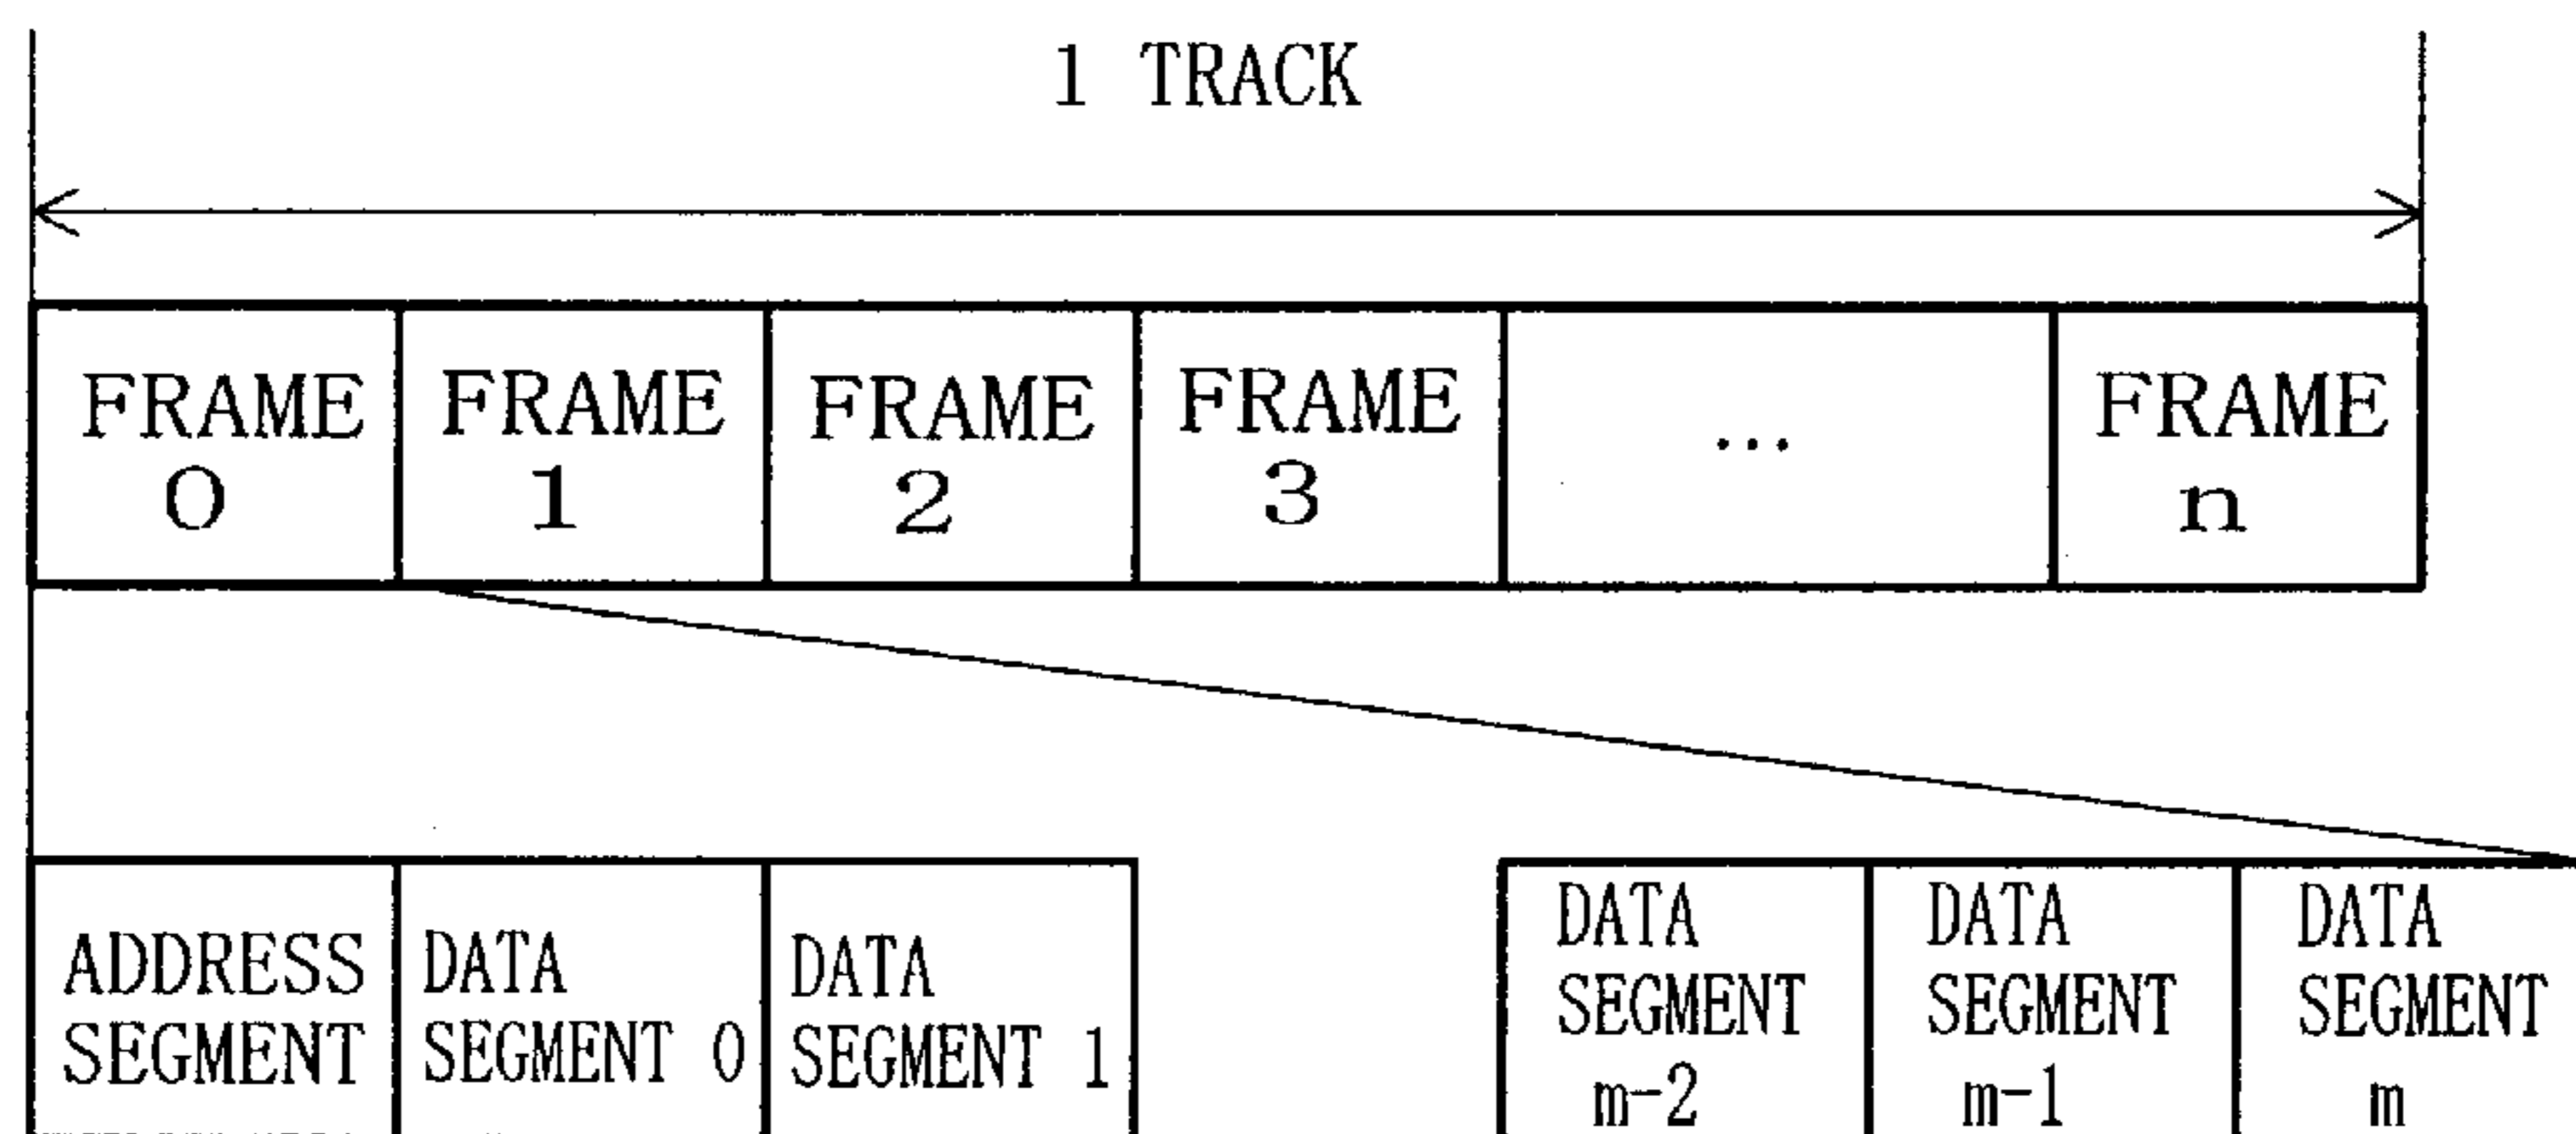 1 TRACK
FRAME
0
FRAME
1
FRAME
2
FRAME
3
...
FRAME
n
ADDRESS
SEGMENT
DATA
SEGMENT 0
DATA
SEGMENT 1
DATA
SEGMENT
m-2
DATA
SEGMENT
m-1
DATA
SEGMENT
m